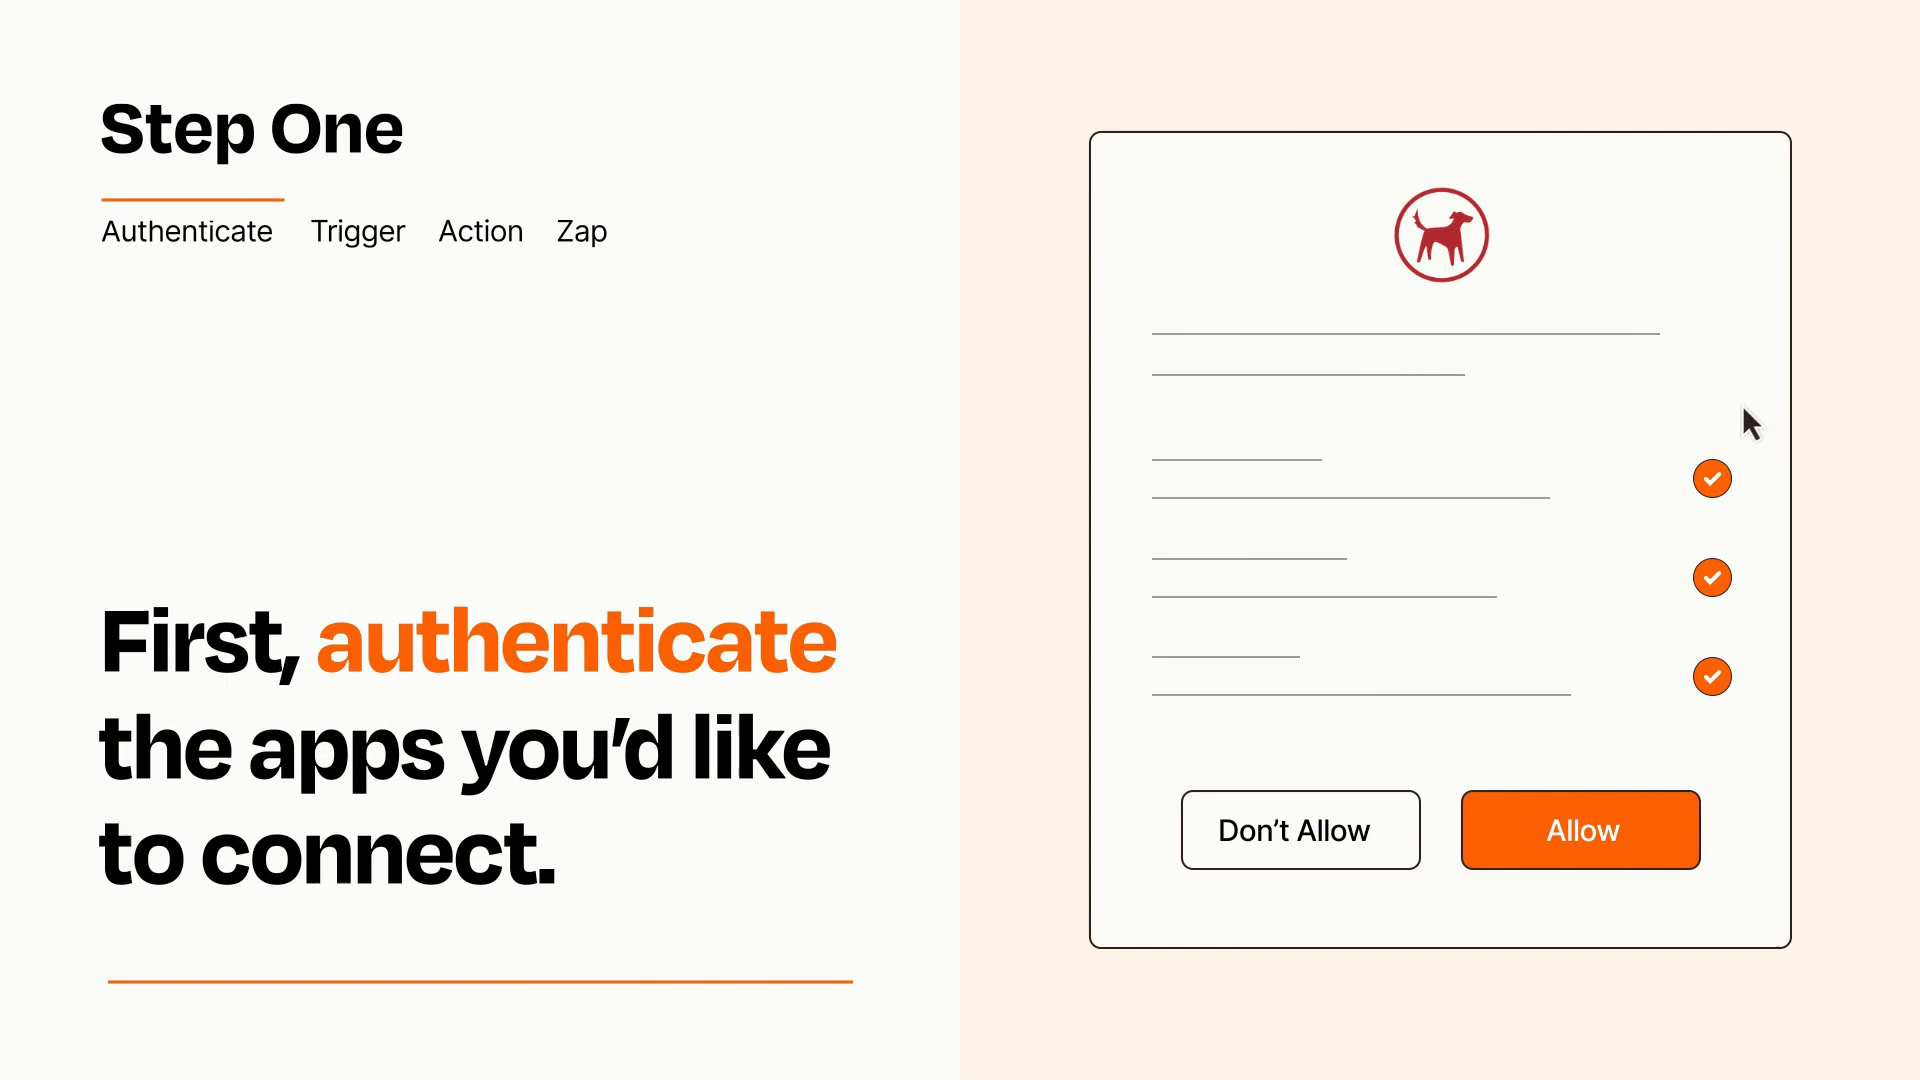 Step One
Authenticate Trigger Action Zap
First, authenticate
the apps you’d like
to connect.
Don’t Allow
Allow